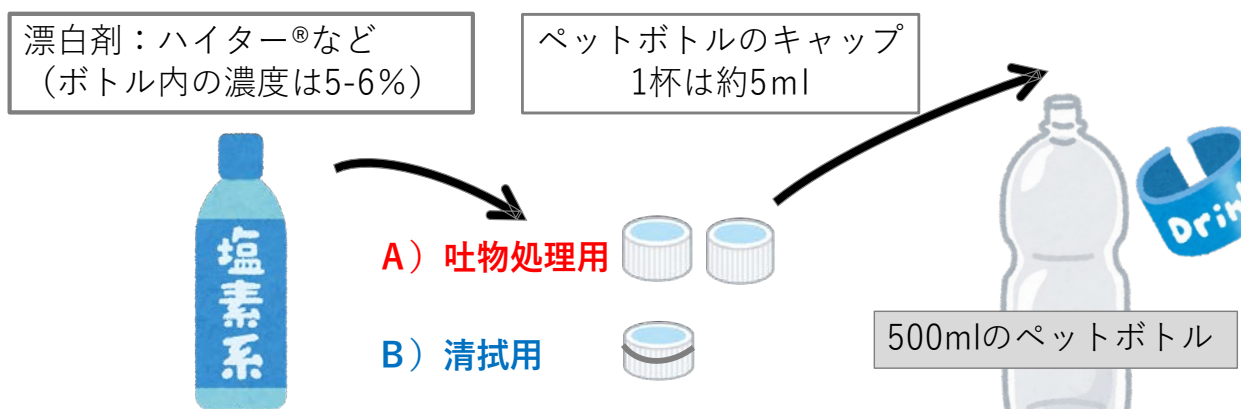 漂白剤：ハイター®など
（ボトル内の濃度は5-6%）
ペットボトルのキャップ
1杯は約5ml
塩素系
A）吐物処理用
B）清拭用
500mlのペットボトル